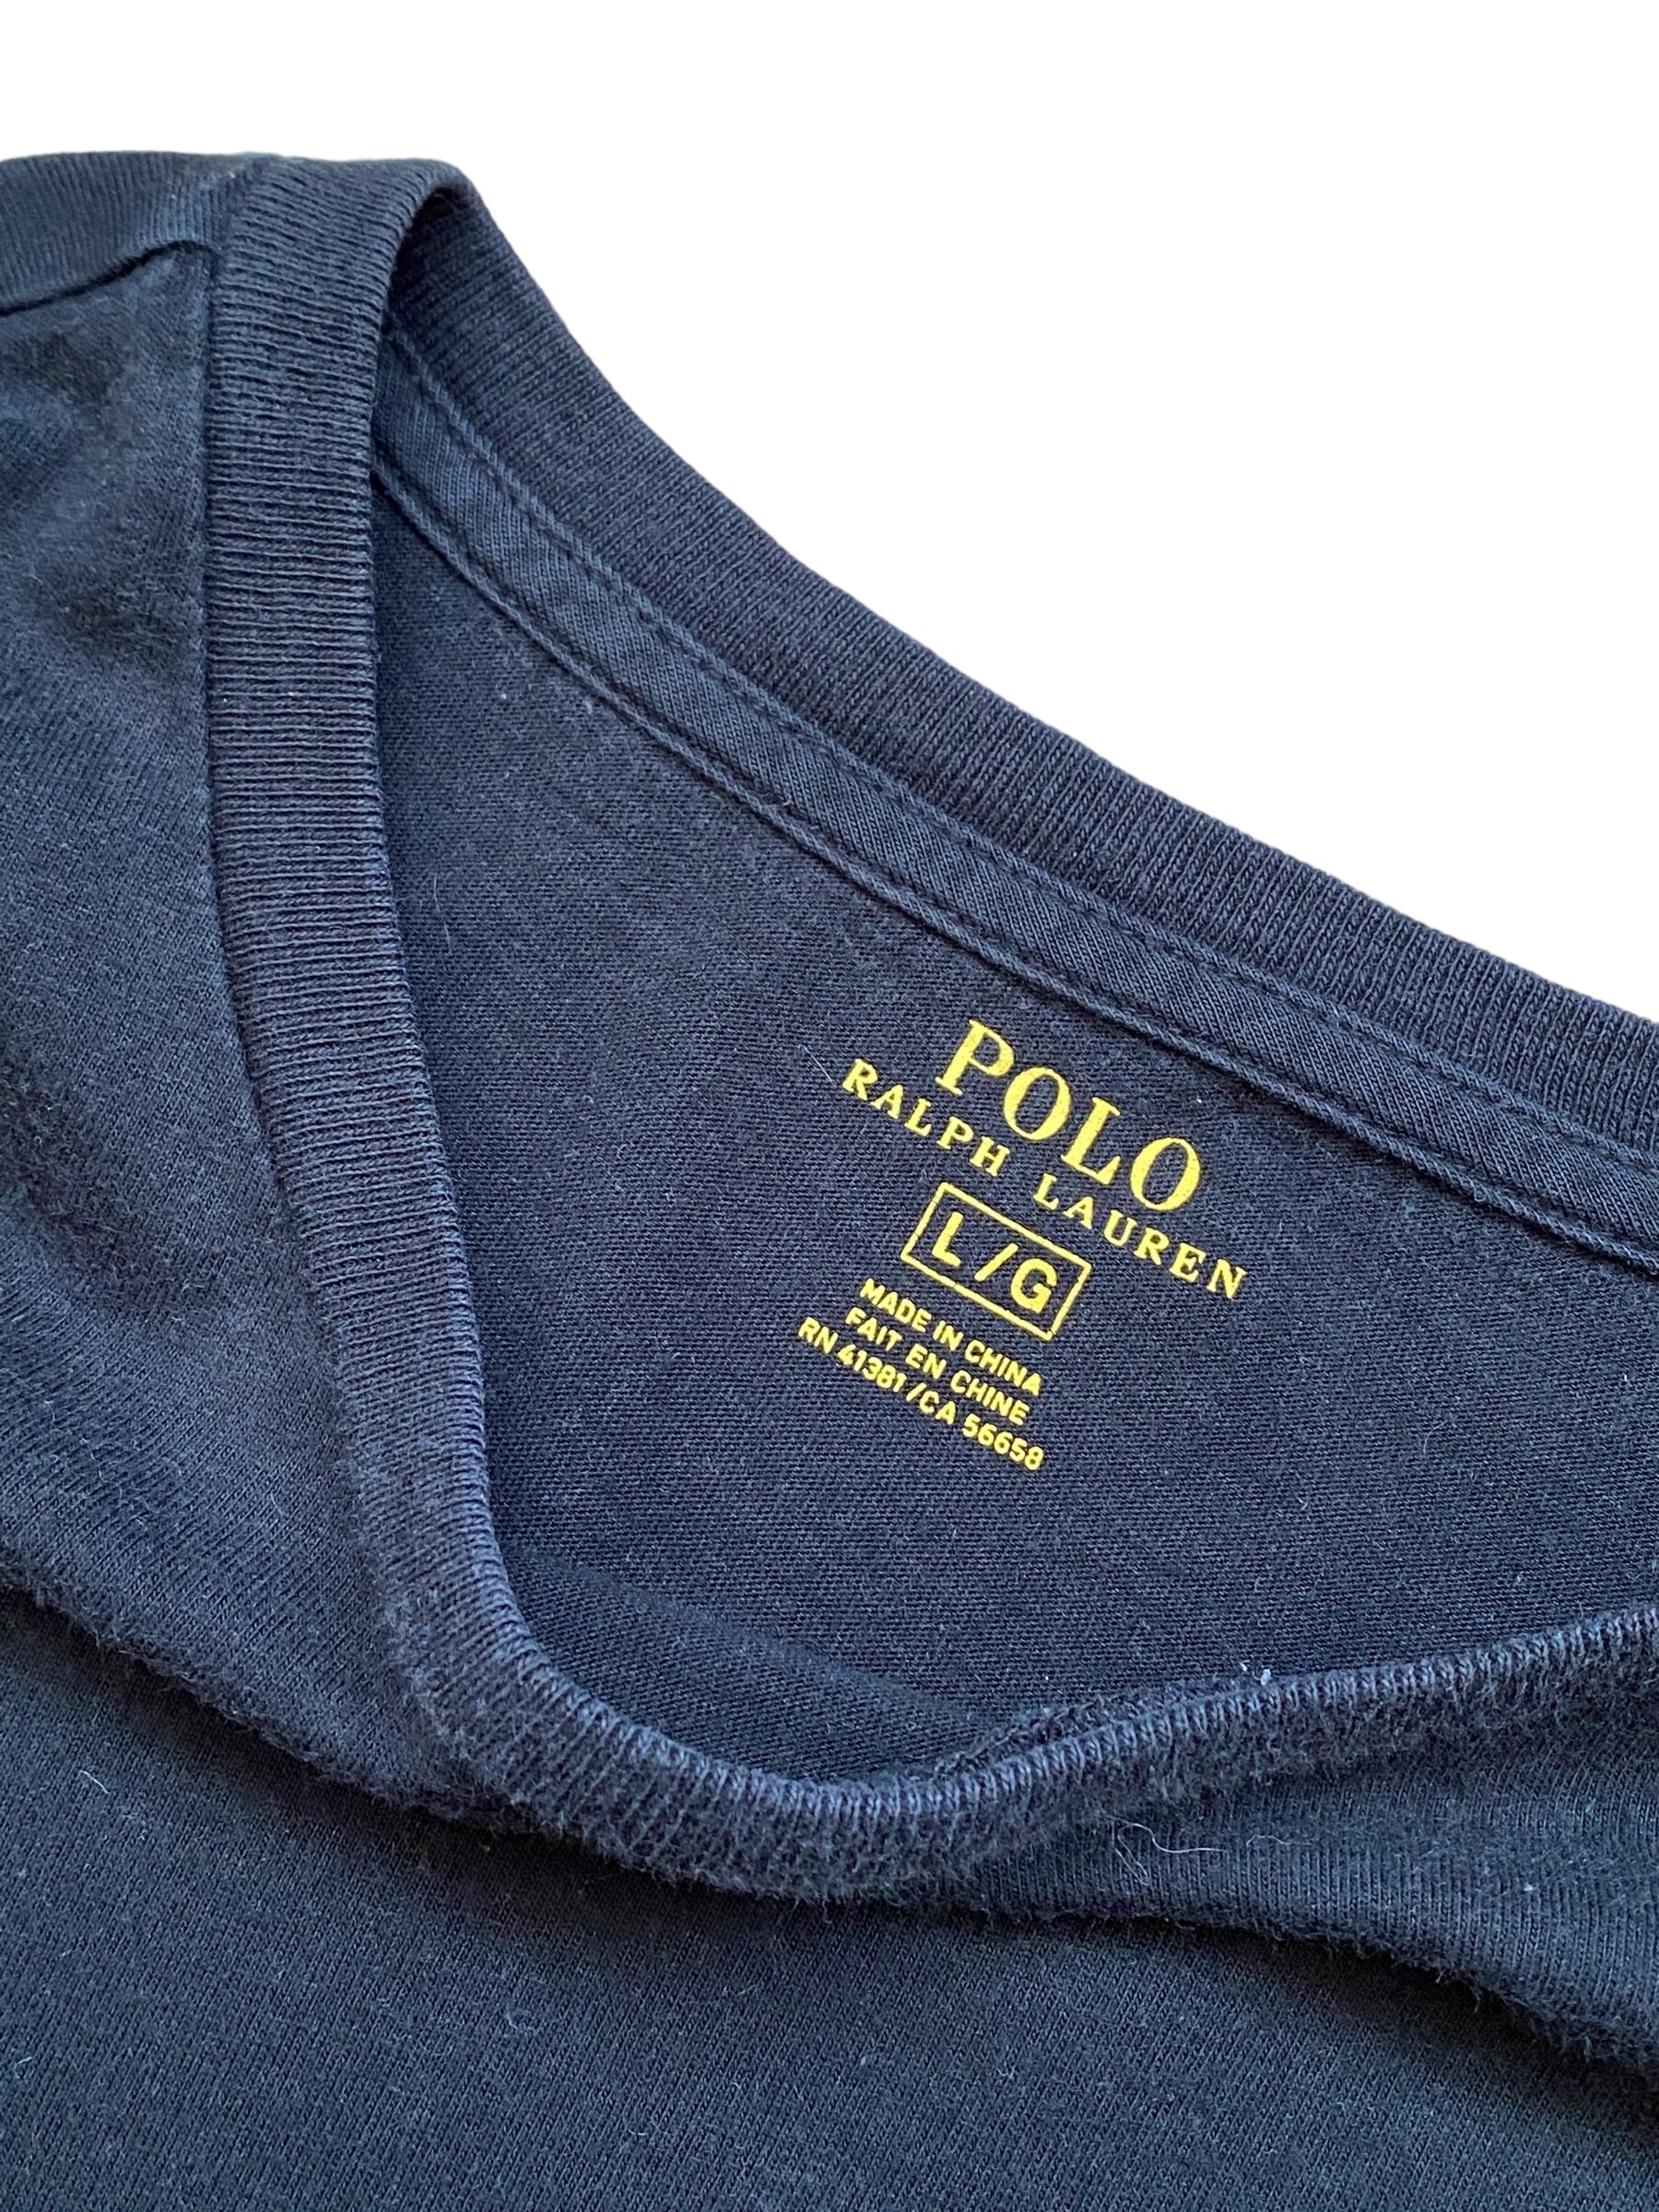 POLO
RALPH LAUREN
L/G
MADE IN CHINA
FAIT EN CHINE
RN 41381/CA 56658